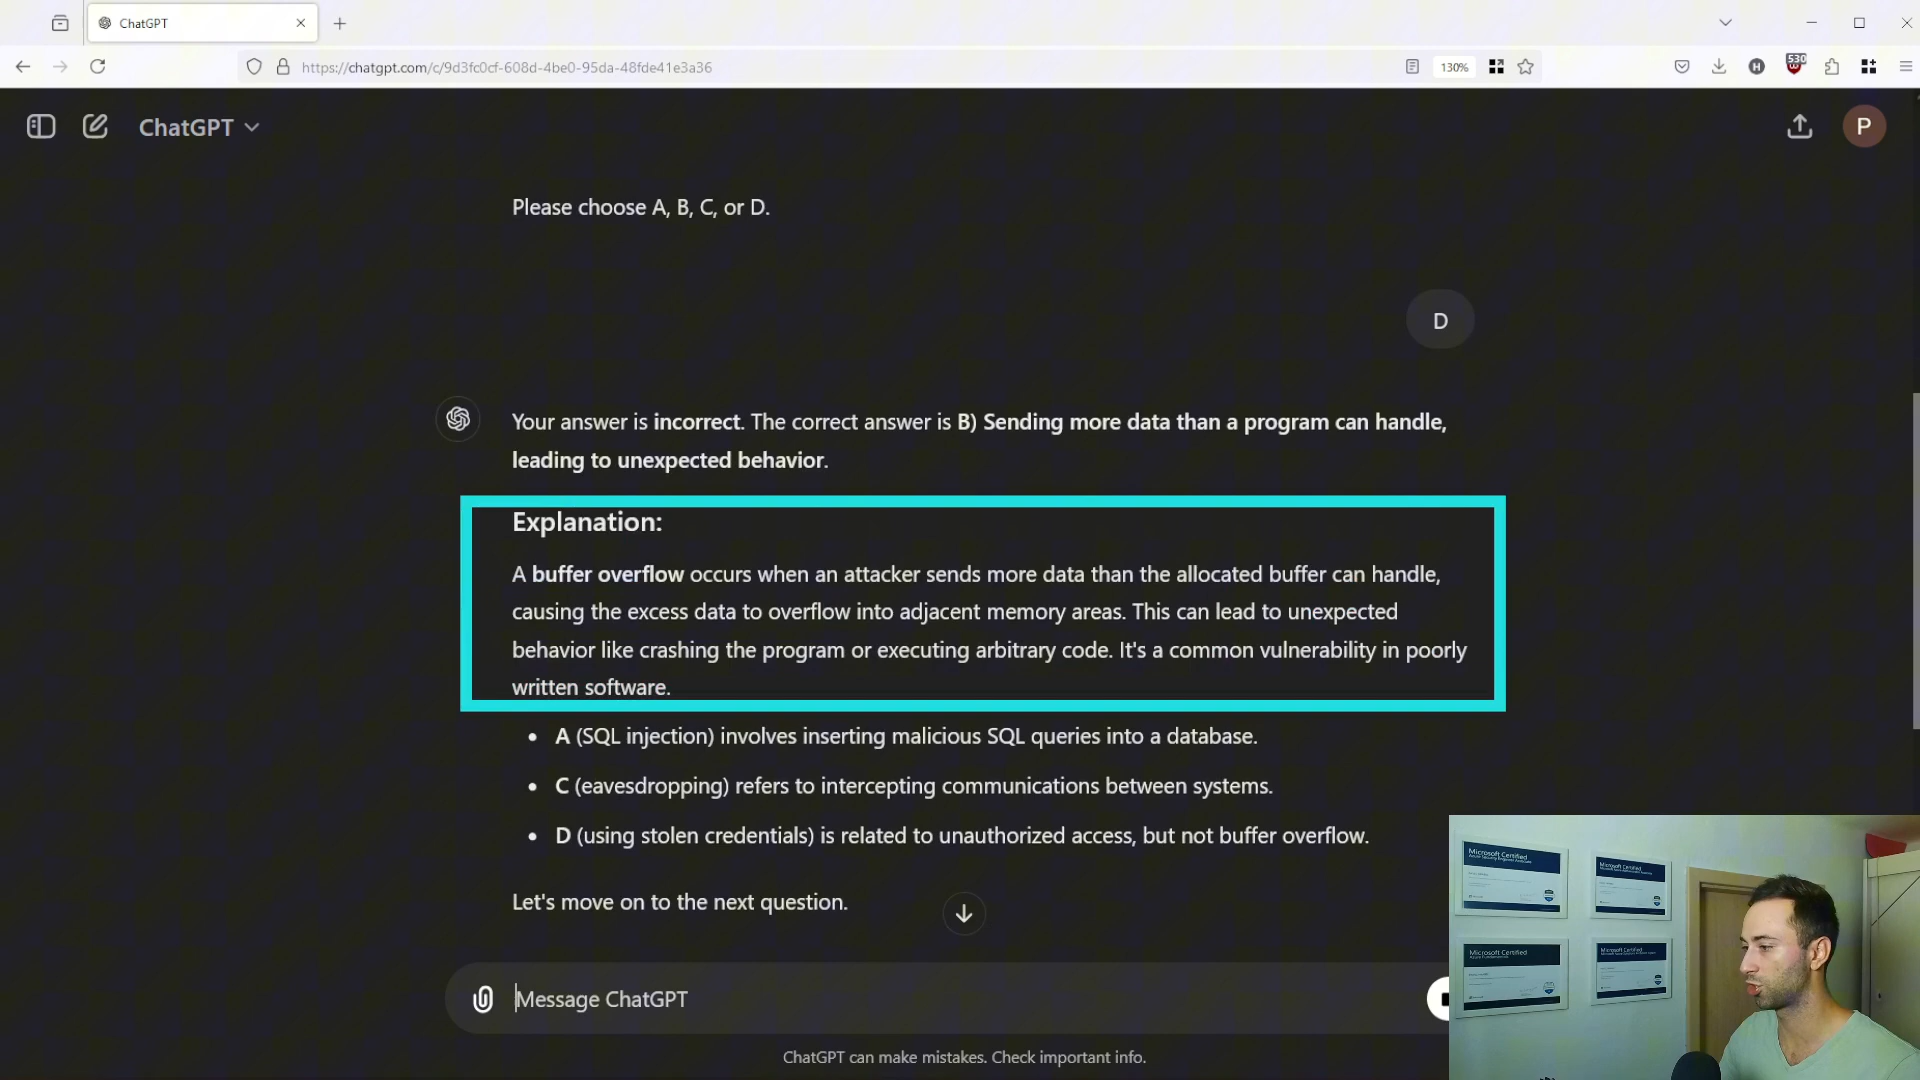 ChatGPT
https://chatgpt.com/c/9d3fc0cf-608d-4be0-95da-48fde41e3a36
130%
530
ChatGPT
P
Please choose A, B, C, or D.
D
Your answer is incorrect. The correct answer is B) Sending more data than a program can handle,
leading to unexpected behavior.
Explanation:
A buffer overflow occurs when an attacker sends more data than the allocated buffer can handle,
causing the excess data to overflow into adjacent memory areas. This can lead to unexpected
behavior like crashing the program or executing arbitrary code. It's a common vulnerability in poorly
written software.
• A (SQL injection) involves inserting malicious SQL queries into a database.
• C (eavesdropping) refers to intercepting communications between systems.
• D (using stolen credentials) is related to unauthorized access, but not buffer overflow.
Let's move on to the next question.
Message ChatGPT
ChatGPT can make mistakes. Check important info.
Microsoft Certified
Microsoft Certified
Microsoft Certified
Microsoft Certified